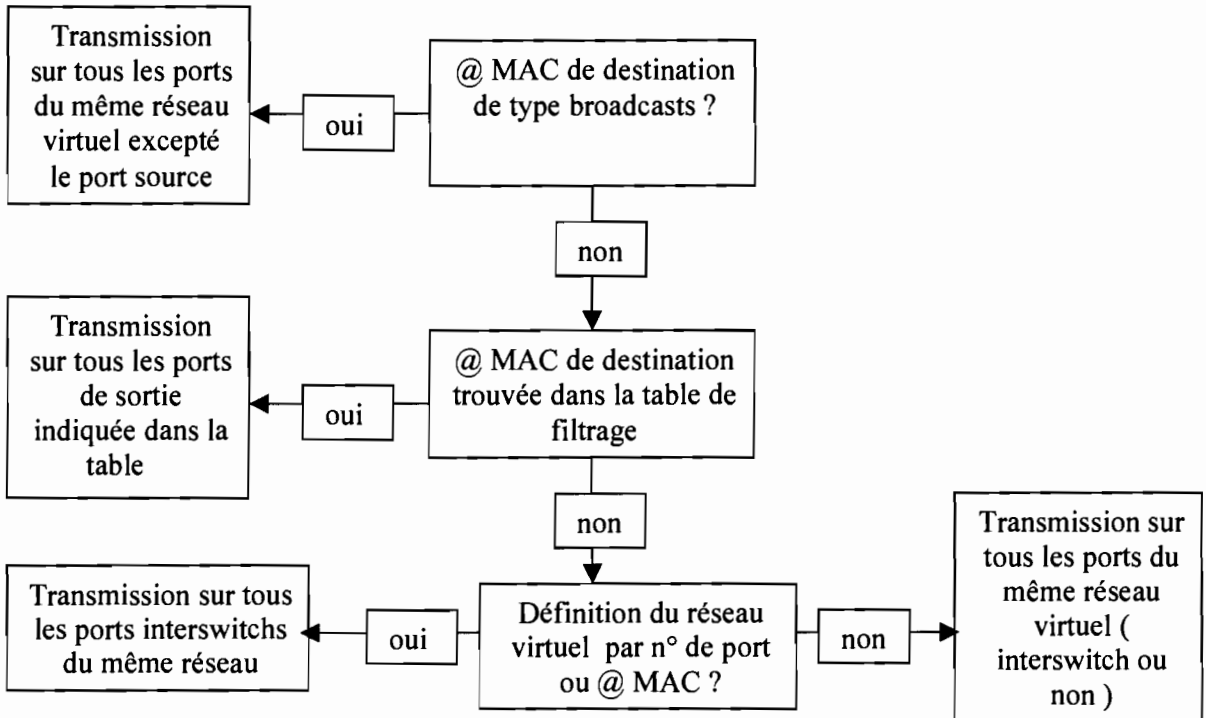 Transmission
sur tous les ports
du même réseau
virtuel excepté
le port source
oui
@ MAC de destination
de type broadcasts ?
non
Transmission
sur tous les ports
de sortie
indiquée dans la
table
oui
@ MAC de destination
trouvée dans la table de
filtrage
non
Transmission sur tous
les ports interswitchs
du même réseau
oui
Définition du réseau
virtuel par n° de port
ou @ MAC ?
non
Transmission sur
tous les ports du
même réseau
virtuel (
interswitch ou
non )